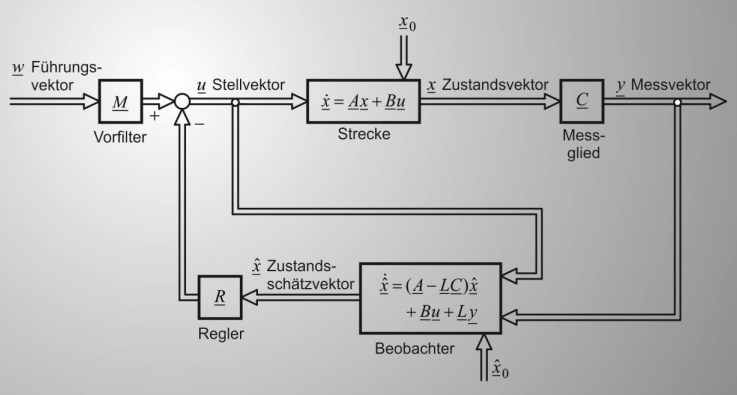 x₀
w Führungs-
vektor
M
Vorfilter
+
−
u Stellvektor
ẋ = Ax + Bu
Strecke
x Zustandsvektor
C
Mess-
glied
y Messvektor
x̂ Zustands-
schätzvektor
R
Regler
x̂̇ = (A − LC)x̂
+ Bu + Ly
Beobachter
x̂₀